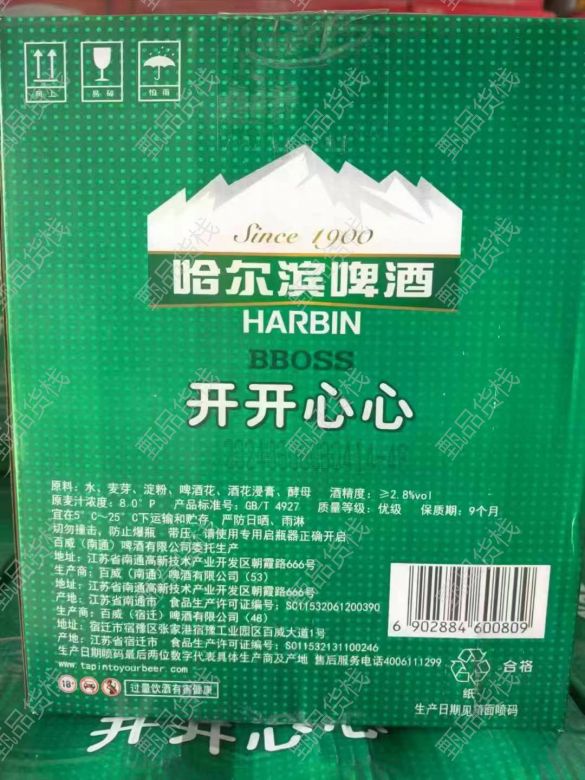 向上
易碎
怕雨
Since 1900
哈尔滨啤酒
HARBIN
BBOSS
开开心心
原料：水、麦芽、淀粉、啤酒花、酒花浸膏、酵母 酒精度：≥2.8%vol
原麦汁浓度：8.0°P 产品标准号：GB/T 4927 质量等级：优级 保质期：9个月
宜在5°C~25°C下运输和贮存，严防日晒、雨淋
切勿撞击，防止爆瓶 带压，请使用专用启瓶器正确开启
百威（南通）啤酒有限公司委托生产
地址：江苏省南通高新技术产业开发区朝霞路666号
生产商：百威（南通）啤酒有限公司（53）
地址：江苏省南通高新技术产业开发区朝霞路666号
产地：江苏省南通市 食品生产许可证编号：SC11532061200390
生产商：百威（宿迁）啤酒有限公司（48）
地址：宿迁市宿豫区张家港宿豫工业园区百威大道1号
产地：江苏省宿迁市 食品生产许可证编号：SC11532131100246
生产日期喷码最后两位数字代表具体生产商及产地 售后服务电话4006111299
www.tapintoyourbeer.com
18+
过量饮酒有害健康
6 902884 600809
纸
合格
生产日期见顶面喷码
开开心心
甄品货栈